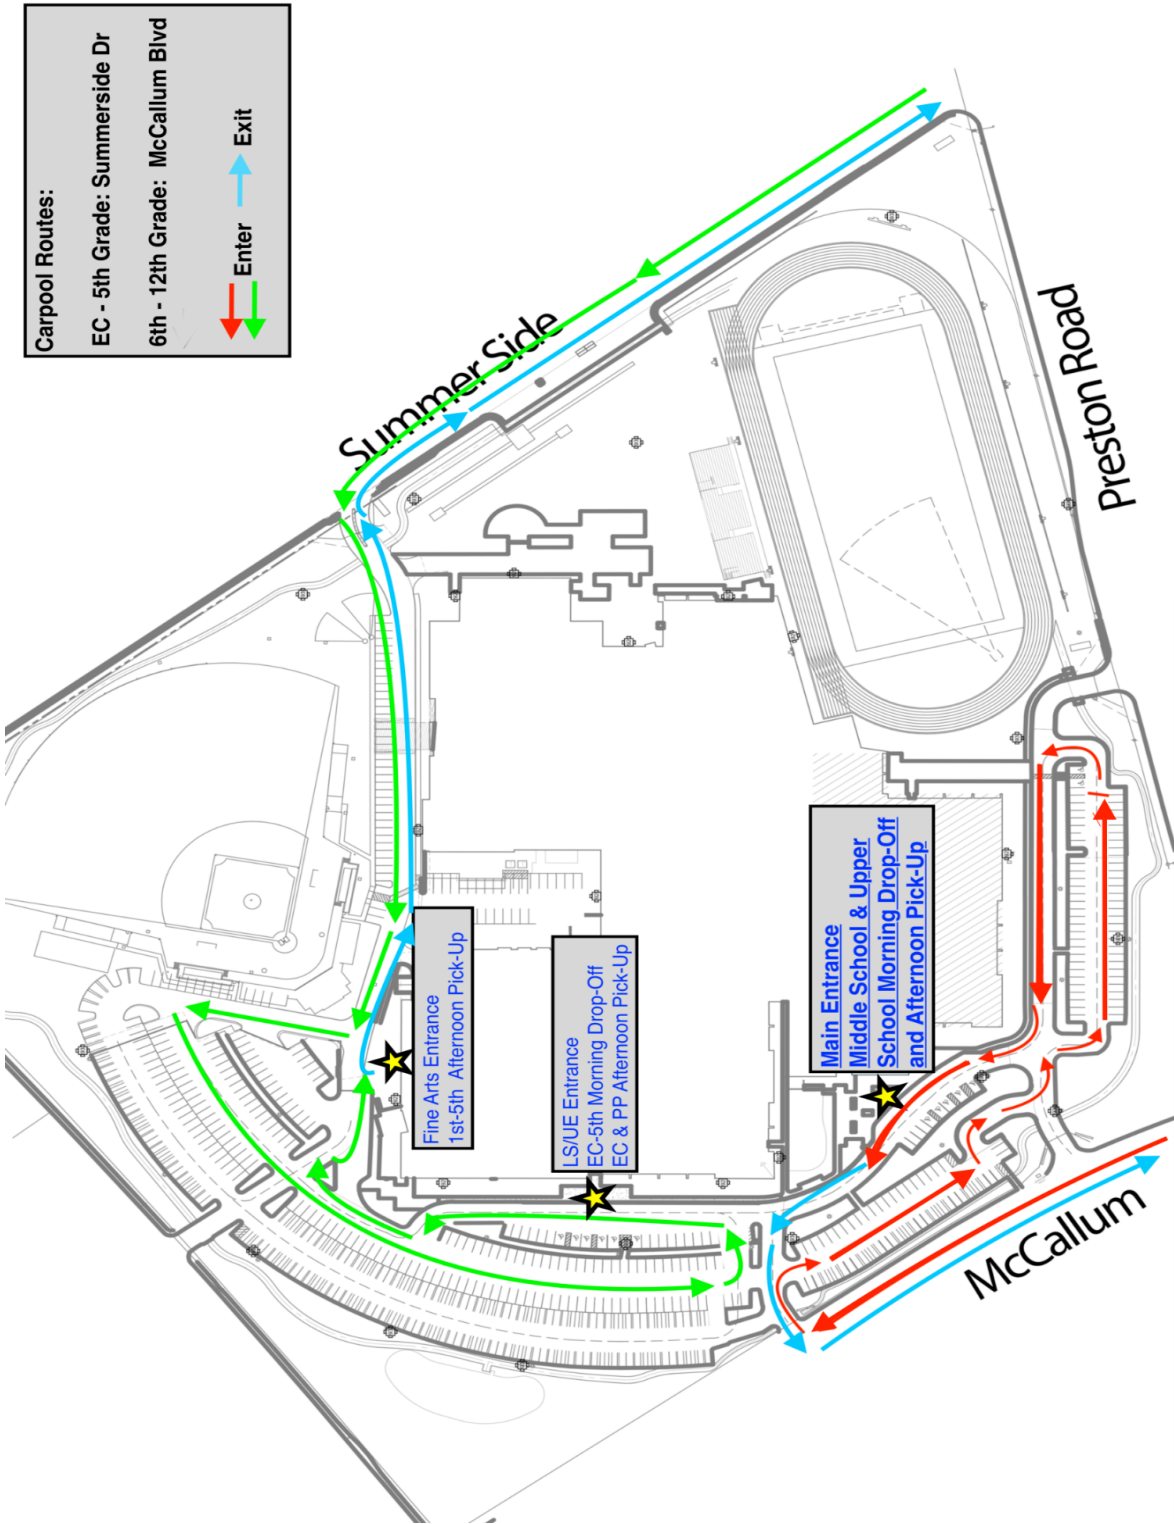 Carpool Routes:
EC - 5th Grade: Summerside Dr
6th - 12th Grade: McCallum Blvd
Enter
Exit
Summer Side
Preston Road
Fine Arts Entrance
1st-5th Afternoon Pick-Up
LS/UE Entrance
EC-5th Morning Drop-Off
EC & PP Afternoon Pick-Up
Main Entrance
Middle School & Upper
School Morning Drop-Off
and Afternoon Pick-Up
McCallum